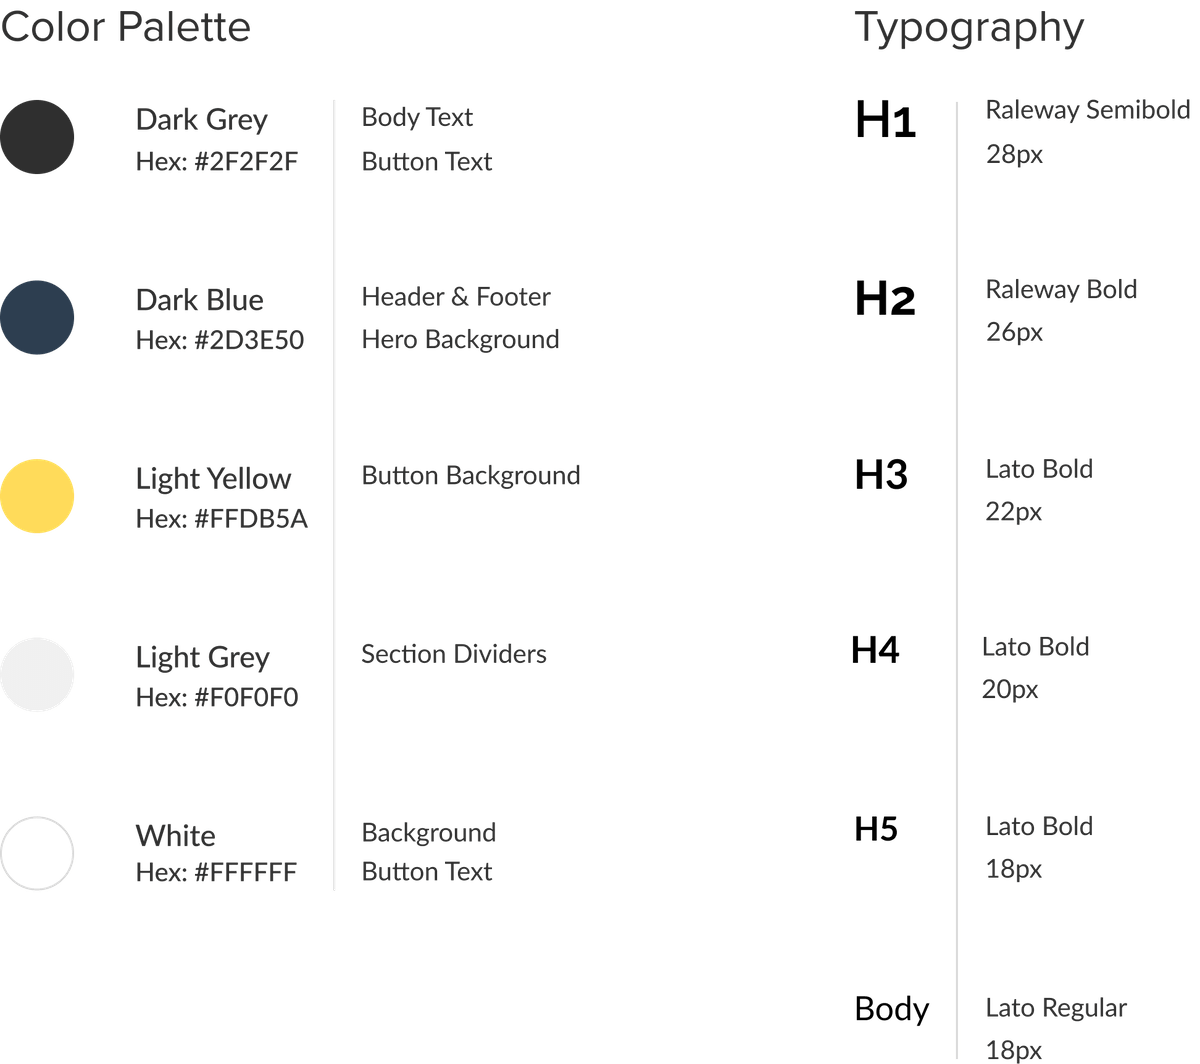 Color Palette
Dark Grey
Hex: #2F2F2F
Body Text
Button Text
Dark Blue
Hex: #2D3E50
Header & Footer
Hero Background
Light Yellow
Hex: #FFDB5A
Button Background
Light Grey
Hex: #F0F0F0
Section Dividers
White
Hex: #FFFFFF
Background
Button Text
Typography
H1
Raleway Semibold
28px
H2
Raleway Bold
26px
H3
Lato Bold
22px
H4
Lato Bold
20px
H5
Lato Bold
18px
Body
Lato Regular
18px